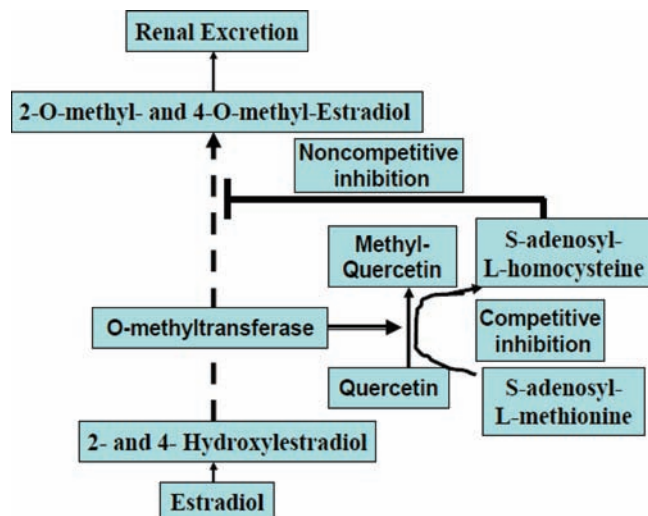 Renal Excretion
2-O-methyl- and 4-O-methyl-Estradiol
Noncompetitive
inhibition
Methyl-
Quercetin
S-adenosyl-
L-homocysteine
O-methyltransferase
Competitive
inhibition
Quercetin
S-adenosyl-
L-methionine
2- and 4- Hydroxylestradiol
Estradiol